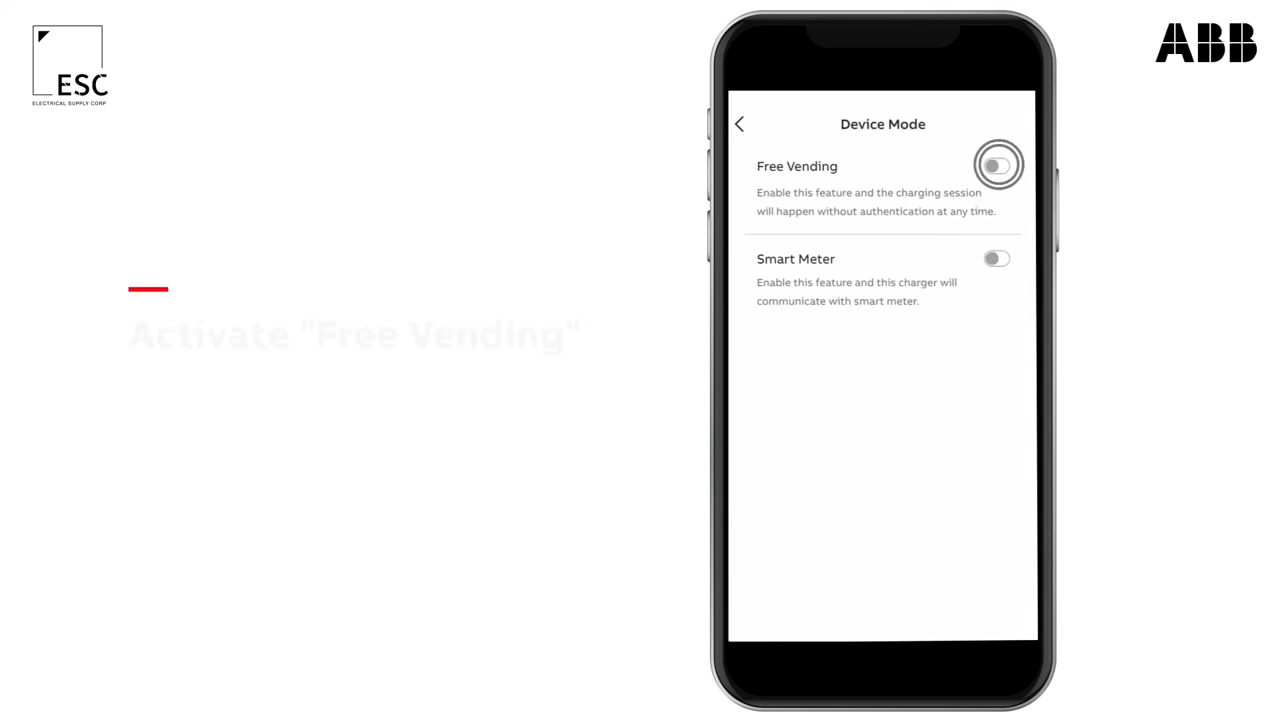 ESC
ELECTRICAL SUPPLY CORP
ABB
Activate "Free Vending"
Device Mode
Free Vending
Enable this feature and the charging session
will happen without authentication at any time.
Smart Meter
Enable this feature and this charger will
communicate with smart meter.